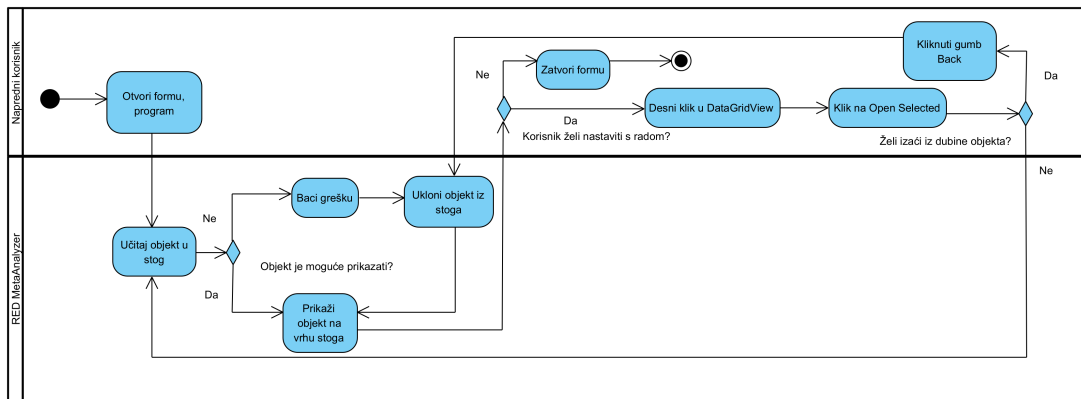 Napredni korisnik
Otvori formu,
program
Ne
Zatvori formu
Kliknuti gumb
Back
Da
Desni klik u DataGridView
Klik na Open Selected
Da
Korisnik želi nastaviti s radom?
Želi izaći iz dubine objekta?
Ne
RED MetaAnalyzer
Učitaj objekt u
stog
Ne
Baci grešku
Ukloni objekt iz
stoga
Objekt je moguće prikazati?
Da
Prikaži
objekt na
vrhu stoga